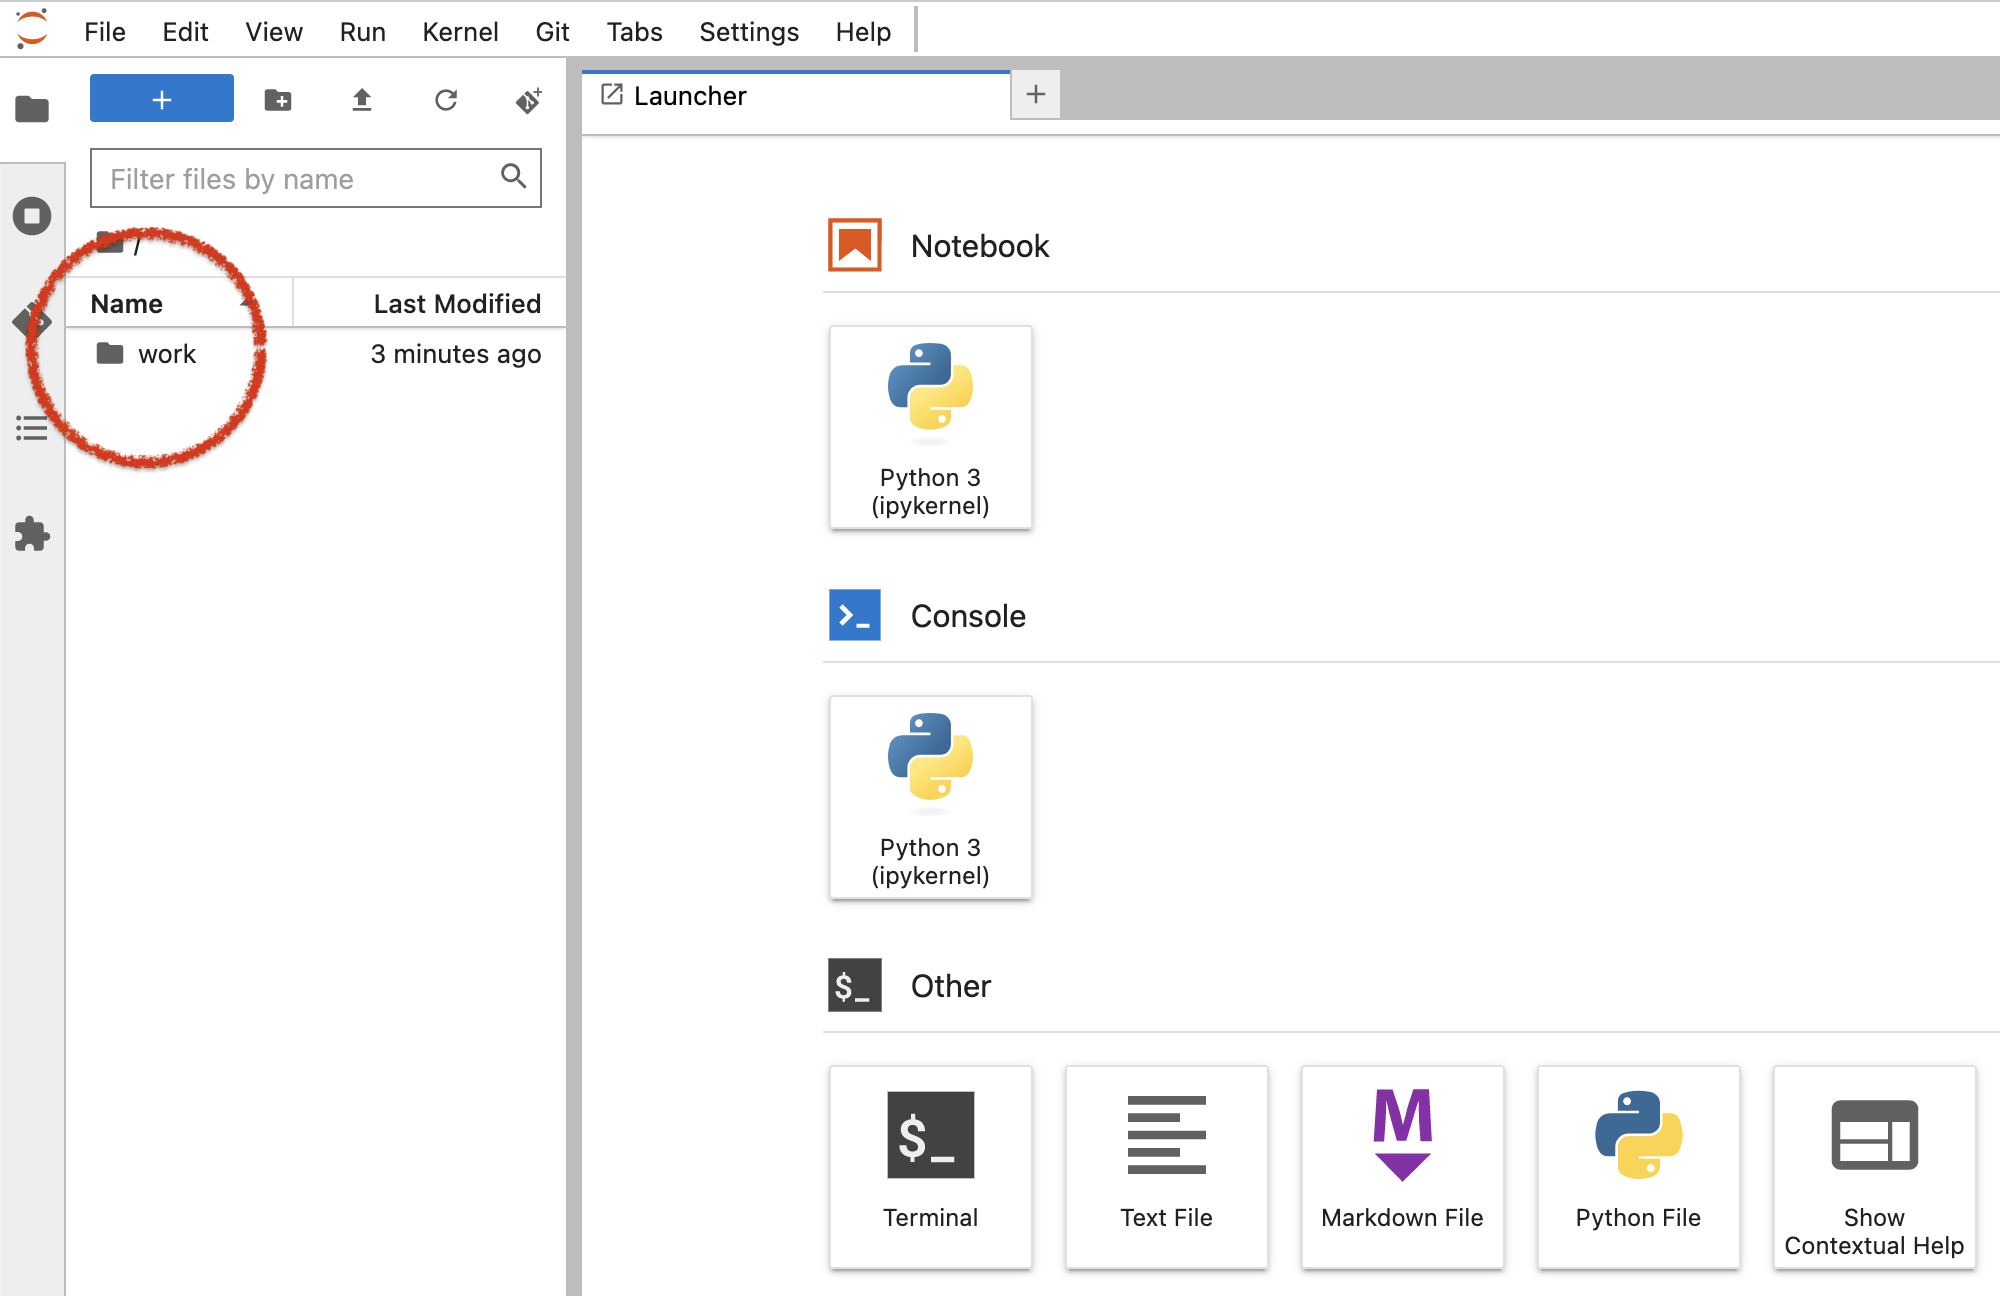 File Edit View Run Kernel Git Tabs Settings Help
+
Launcher
+
Filter files by name
/
Name Last Modified
work 3 minutes ago
Notebook
Python 3
(ipykernel)
Console
Python 3
(ipykernel)
$_ Other
$_
Terminal
Text File
M
Markdown File
Python File
Show
Contextual Help